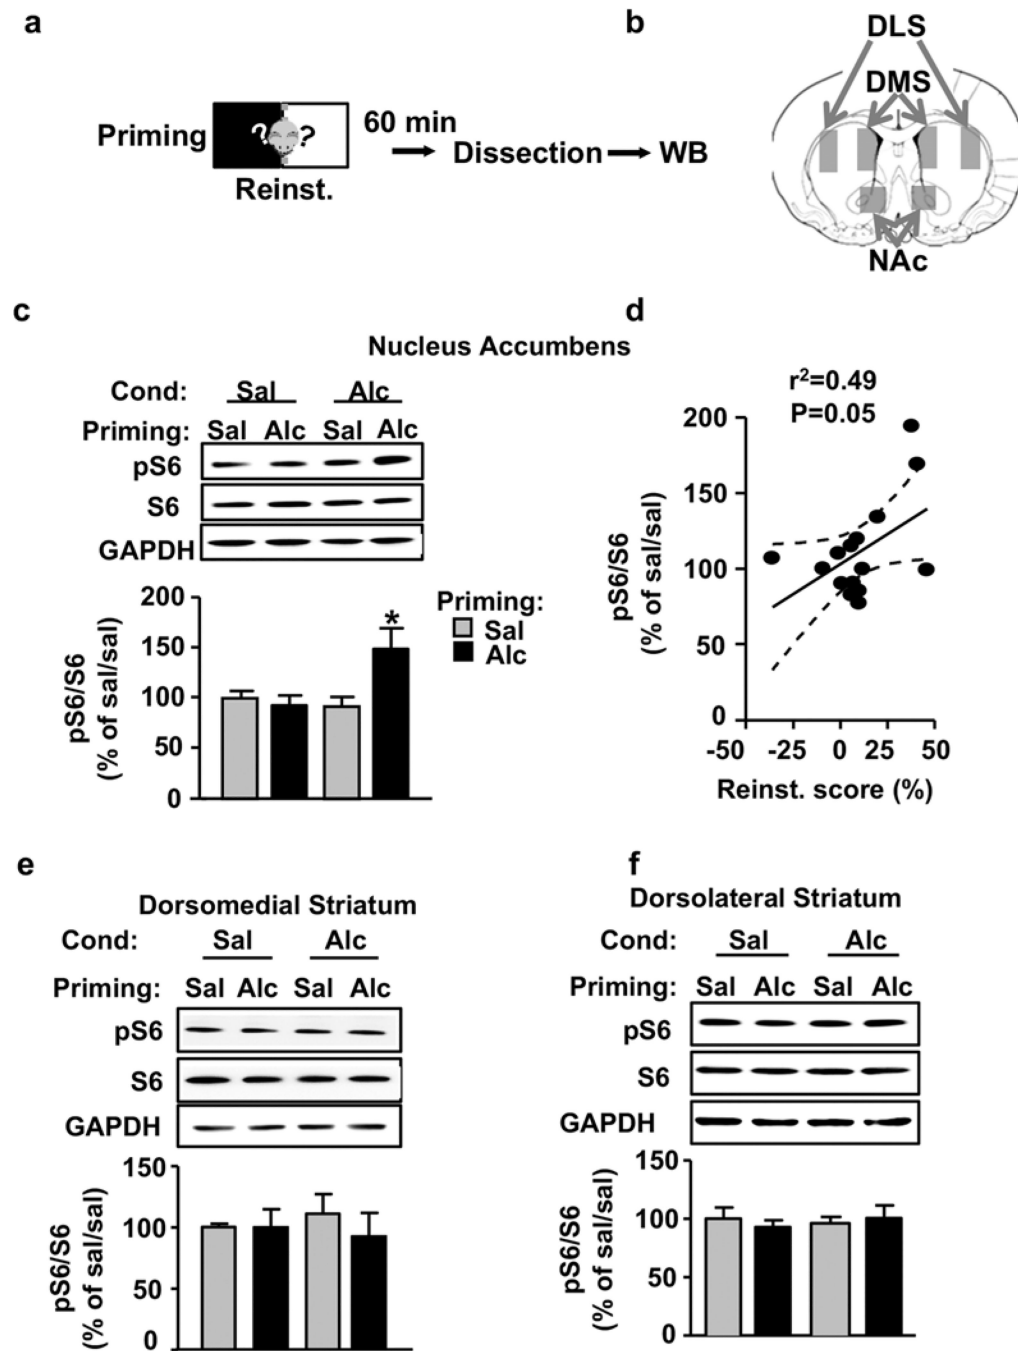 a
Priming
? ?
Reinst.
60 min
Dissection
WB
b
DLS
DMS
NAc
c
Nucleus Accumbens
Cond: Sal Alc
Priming: Sal Alc Sal Alc
pS6
S6
GAPDH
200
150
100
50
0
pS6/S6
(% of sal/sal)
*
Priming:
Sal
Alc
d
r²=0.49
P=0.05
200
150
100
50
0
pS6/S6
(% of sal/sal)
-50 -25 0 25 50
Reinst. score (%)
e
Dorsomedial Striatum
Cond: Sal Alc
Priming: Sal Alc Sal Alc
pS6
S6
GAPDH
150
100
50
0
pS6/S6
(% of sal/sal)
f
Dorsolateral Striatum
Cond: Sal Alc
Priming: Sal Alc Sal Alc
pS6
S6
GAPDH
150
100
50
0
pS6/S6
(% of sal/sal)